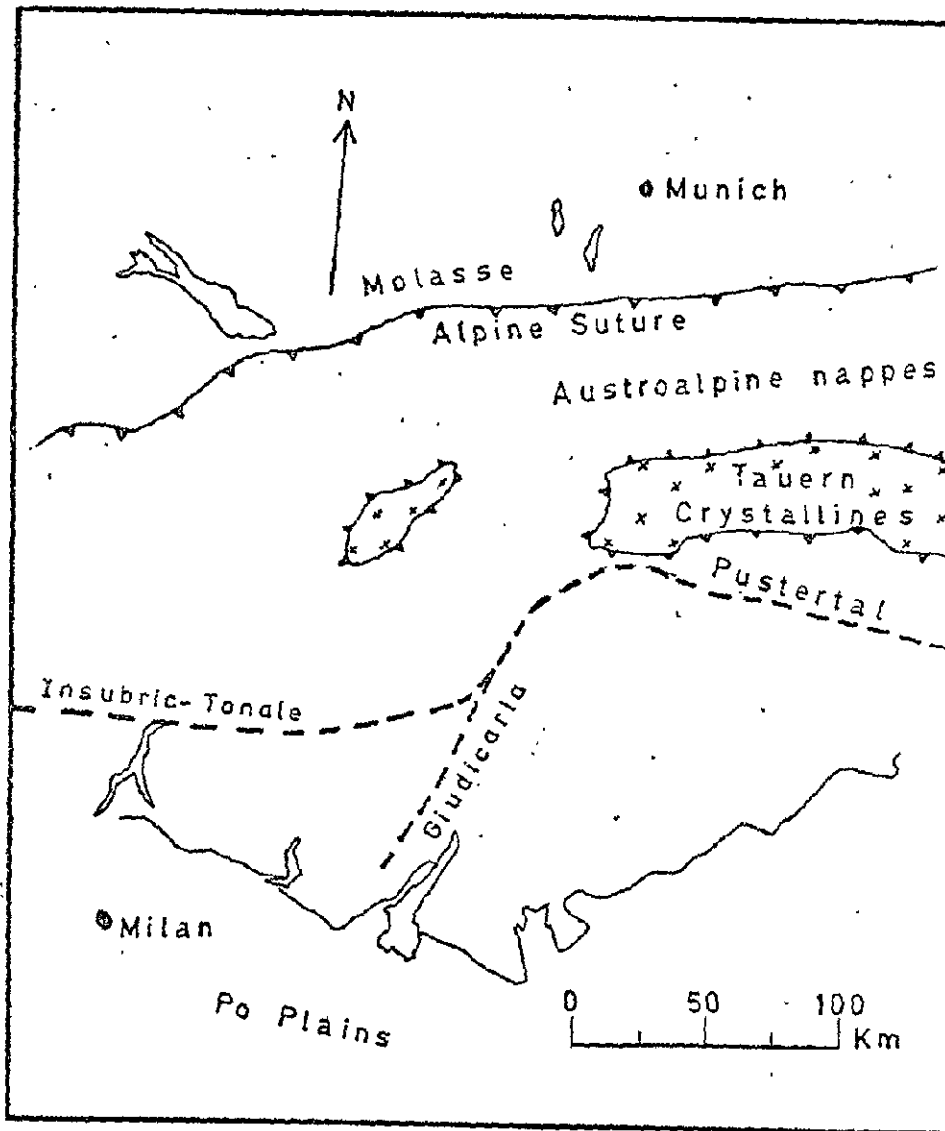 N
Munich
Molasse
Alpine Suture
Austroalpine nappes
Tauern
Crystallines
Pustertal
Insubric-Tonale
Giudicaria
Milan
Po Plains
0 50 100
Km